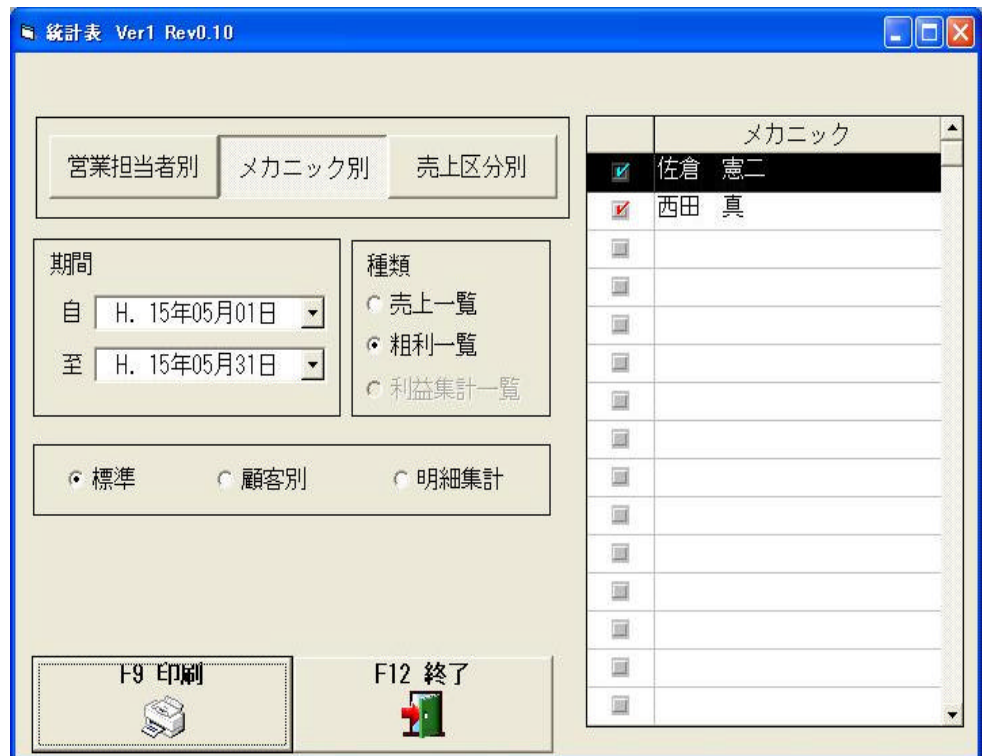 統計表 Ver1 Rev0.10
営業担当者別 メカニック別 売上区分別
期間
自 H. 15年05月01日
至 H. 15年05月31日
種類
売上一覧
粗利一覧
利益集計一覧
標準 顧客別 明細集計
F9 印刷 F12 終了
メカニック
佐倉 憲二
西田 真